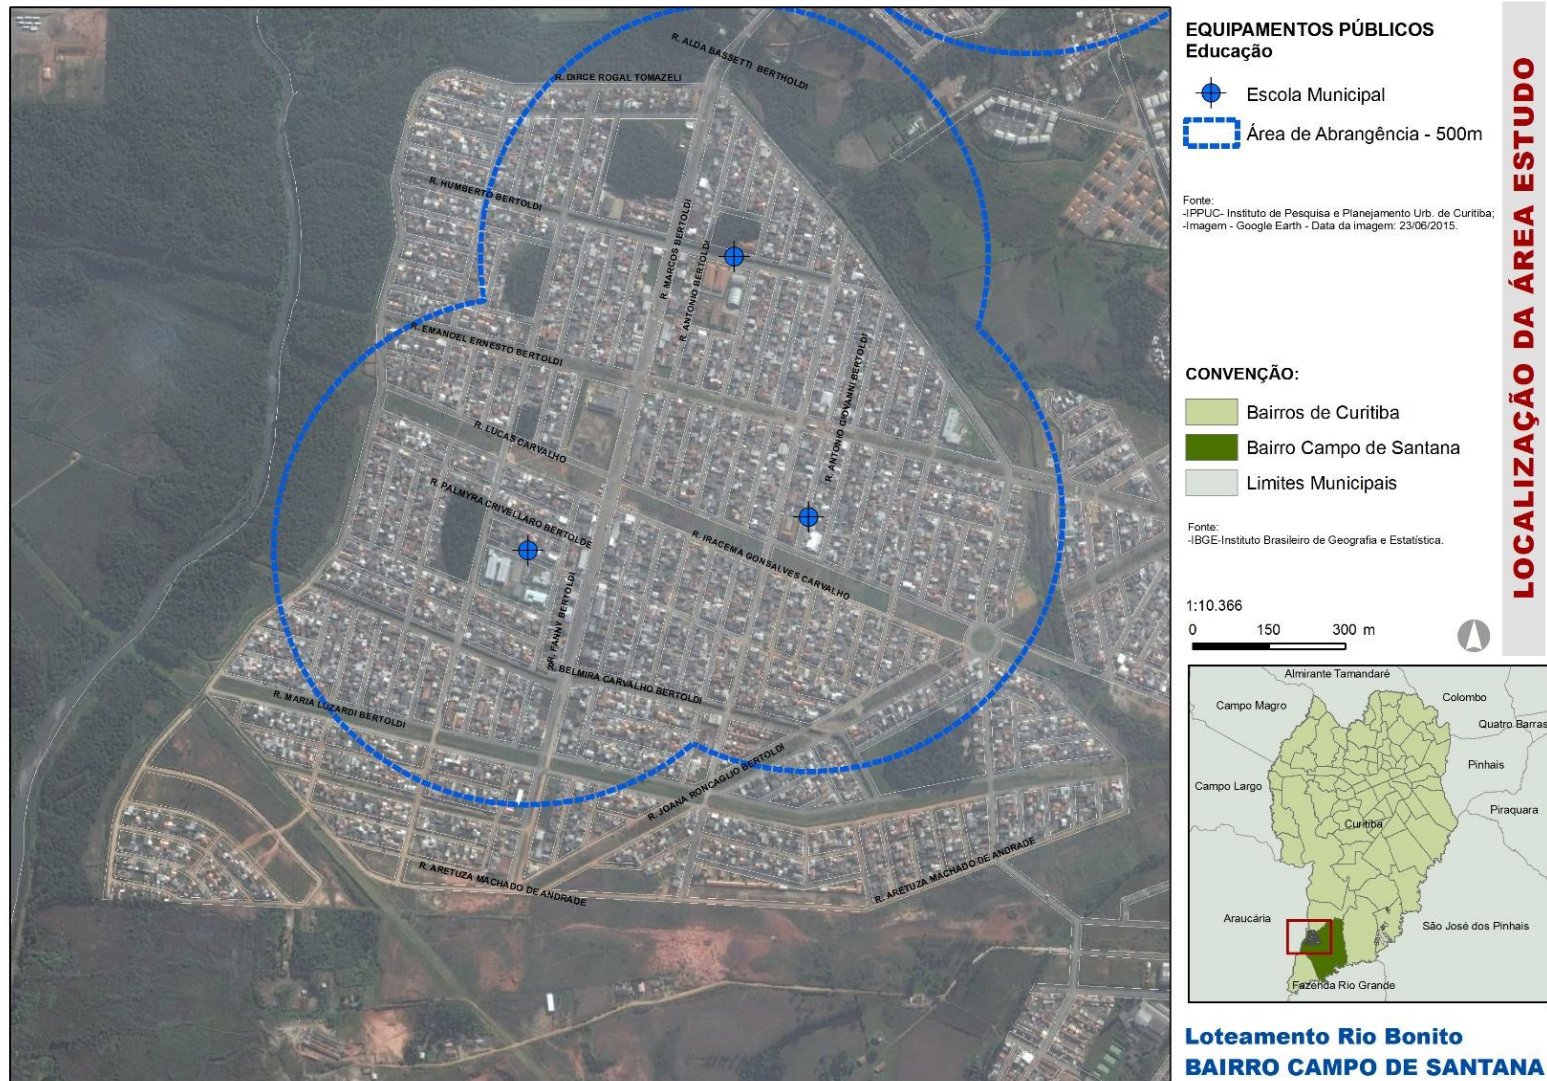 R. ALDA BASSETTI BERTHOLDI
R. DIRCE ROGAL TOMAZELI
R. HUMBERTO BERTOLDI
R. MARCOS BERTOLDI
R. ANTONIO BERTOLDI
R. EMANOEL ERNESTO BERTOLDI
R. ANTONIO GIOVANNI BERTOLDI
R. LUCAS CARVALHO
R. PALMYRA CRIVELLARO BERTOLDE
R. IRACEMA GONSALVES CARVALHO
R. FANNY BERTOLDI
R. BELMIRA CARVALHO BERTOLDI
R. MARIA LUZARDI BERTOLDI
R. JOANA RONCAGLIO BERTOLDI
R. ARETUZA MACHADO DE ANDRADE
R. ARETUZA MACHADO DE ANDRADE
EQUIPAMENTOS PÚBLICOS
Educação
Escola Municipal
Área de Abrangência - 500m
Fonte:
-IPPUC- Instituto de Pesquisa e Planejamento Urb. de Curitiba;
-Imagem - Google Earth - Data da imagem: 23/06/2015.
CONVENÇÃO:
Bairros de Curitiba
Bairro Campo de Santana
Limites Municipais
Fonte:
-IBGE-Instituto Brasileiro de Geografia e Estatística.
1:10.366
0 150 300 m
LOCALIZAÇÃO DA ÁREA ESTUDO
Almirante Tamandaré
Campo Magro
Colombo
Quatro Barras
Pinhais
Campo Largo
Piraquara
Curitiba
Araucária
São José dos Pinhais
Fazenda Rio Grande
Loteamento Rio Bonito
BAIRRO CAMPO DE SANTANA